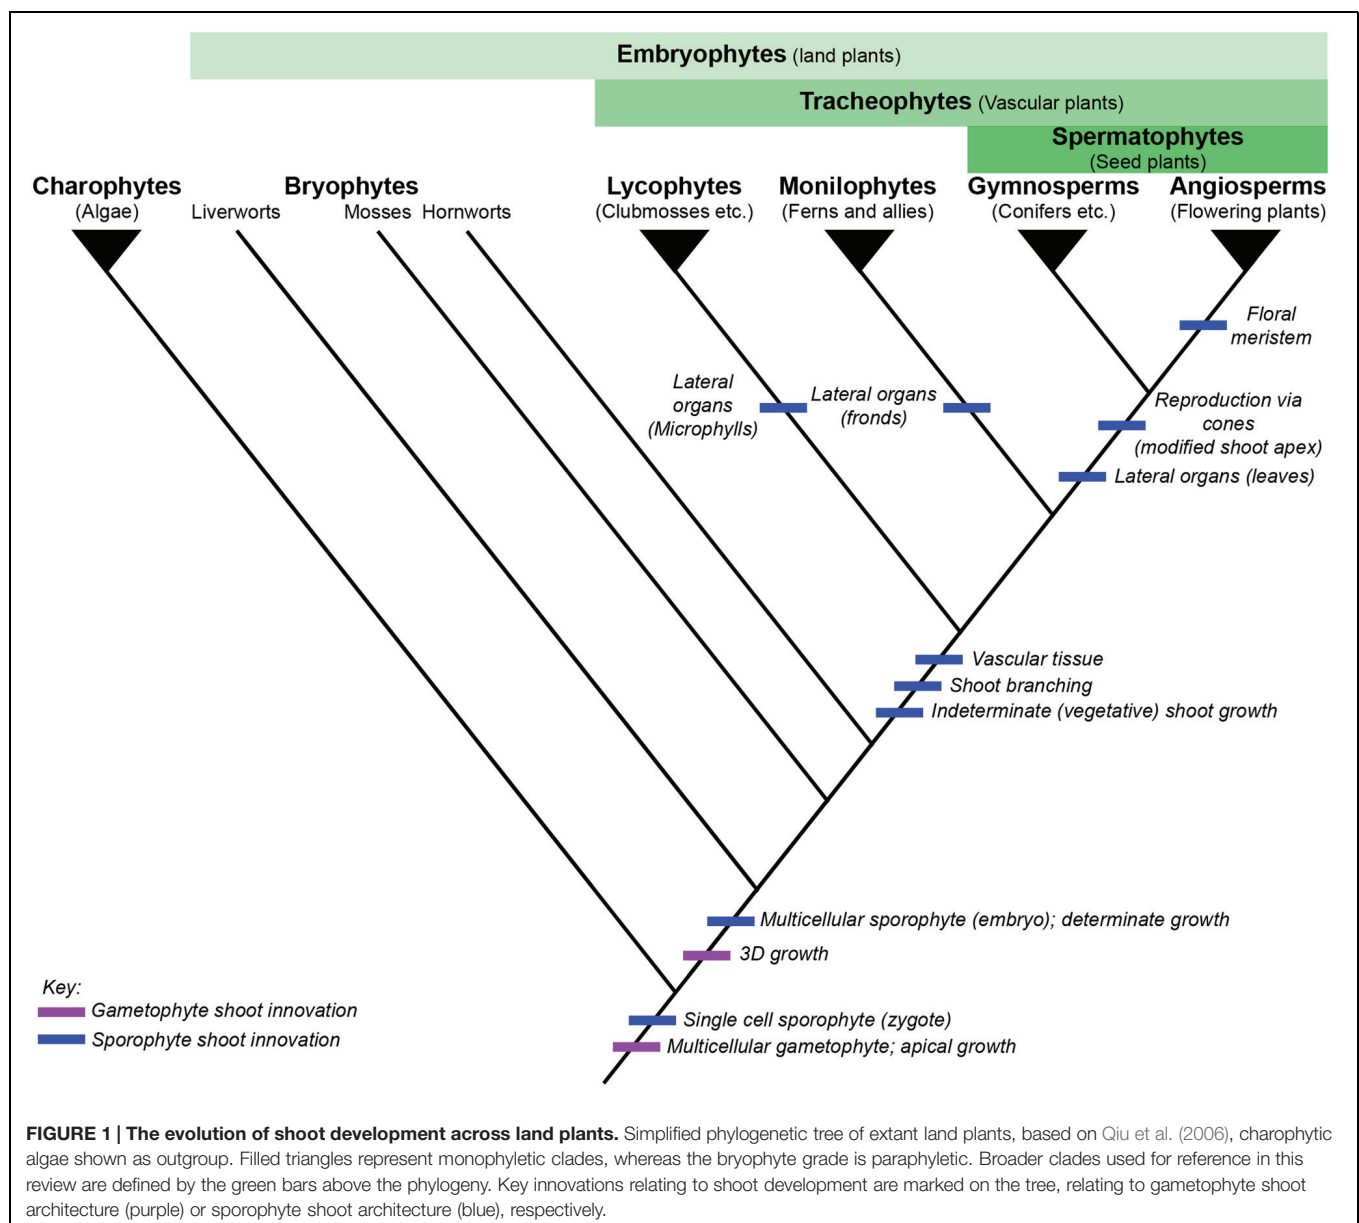 Embryophytes (land plants)
Tracheophytes (Vascular plants)
Spermatophytes
(Seed plants)
Charophytes
(Algae)
Bryophytes
Liverworts
Mosses
Hornworts
Lycophytes
(Clubmosses etc.)
Monilophytes
(Ferns and allies)
Gymnosperms
(Conifers etc.)
Angiosperms
(Flowering plants)
Floral
meristem
Lateral
organs
(Microphylls)
Lateral organs
(fronds)
Reproduction via
cones
(modified shoot apex)
Lateral organs (leaves)
Vascular tissue
Shoot branching
Indeterminate (vegetative) shoot growth
Multicellular sporophyte (embryo); determinate growth
3D growth
Single cell sporophyte (zygote)
Multicellular gametophyte; apical growth
Key:
Gametophyte shoot innovation
Sporophyte shoot innovation
FIGURE 1 | The evolution of shoot development across land plants. Simplified phylogenetic tree of extant land plants, based on Qiu et al. (2006), charophytic
algae shown as outgroup. Filled triangles represent monophyletic clades, whereas the bryophyte grade is paraphyletic. Broader clades used for reference in this
review are defined by the green bars above the phylogeny. Key innovations relating to shoot development are marked on the tree, relating to gametophyte shoot
architecture (purple) or sporophyte shoot architecture (blue), respectively.